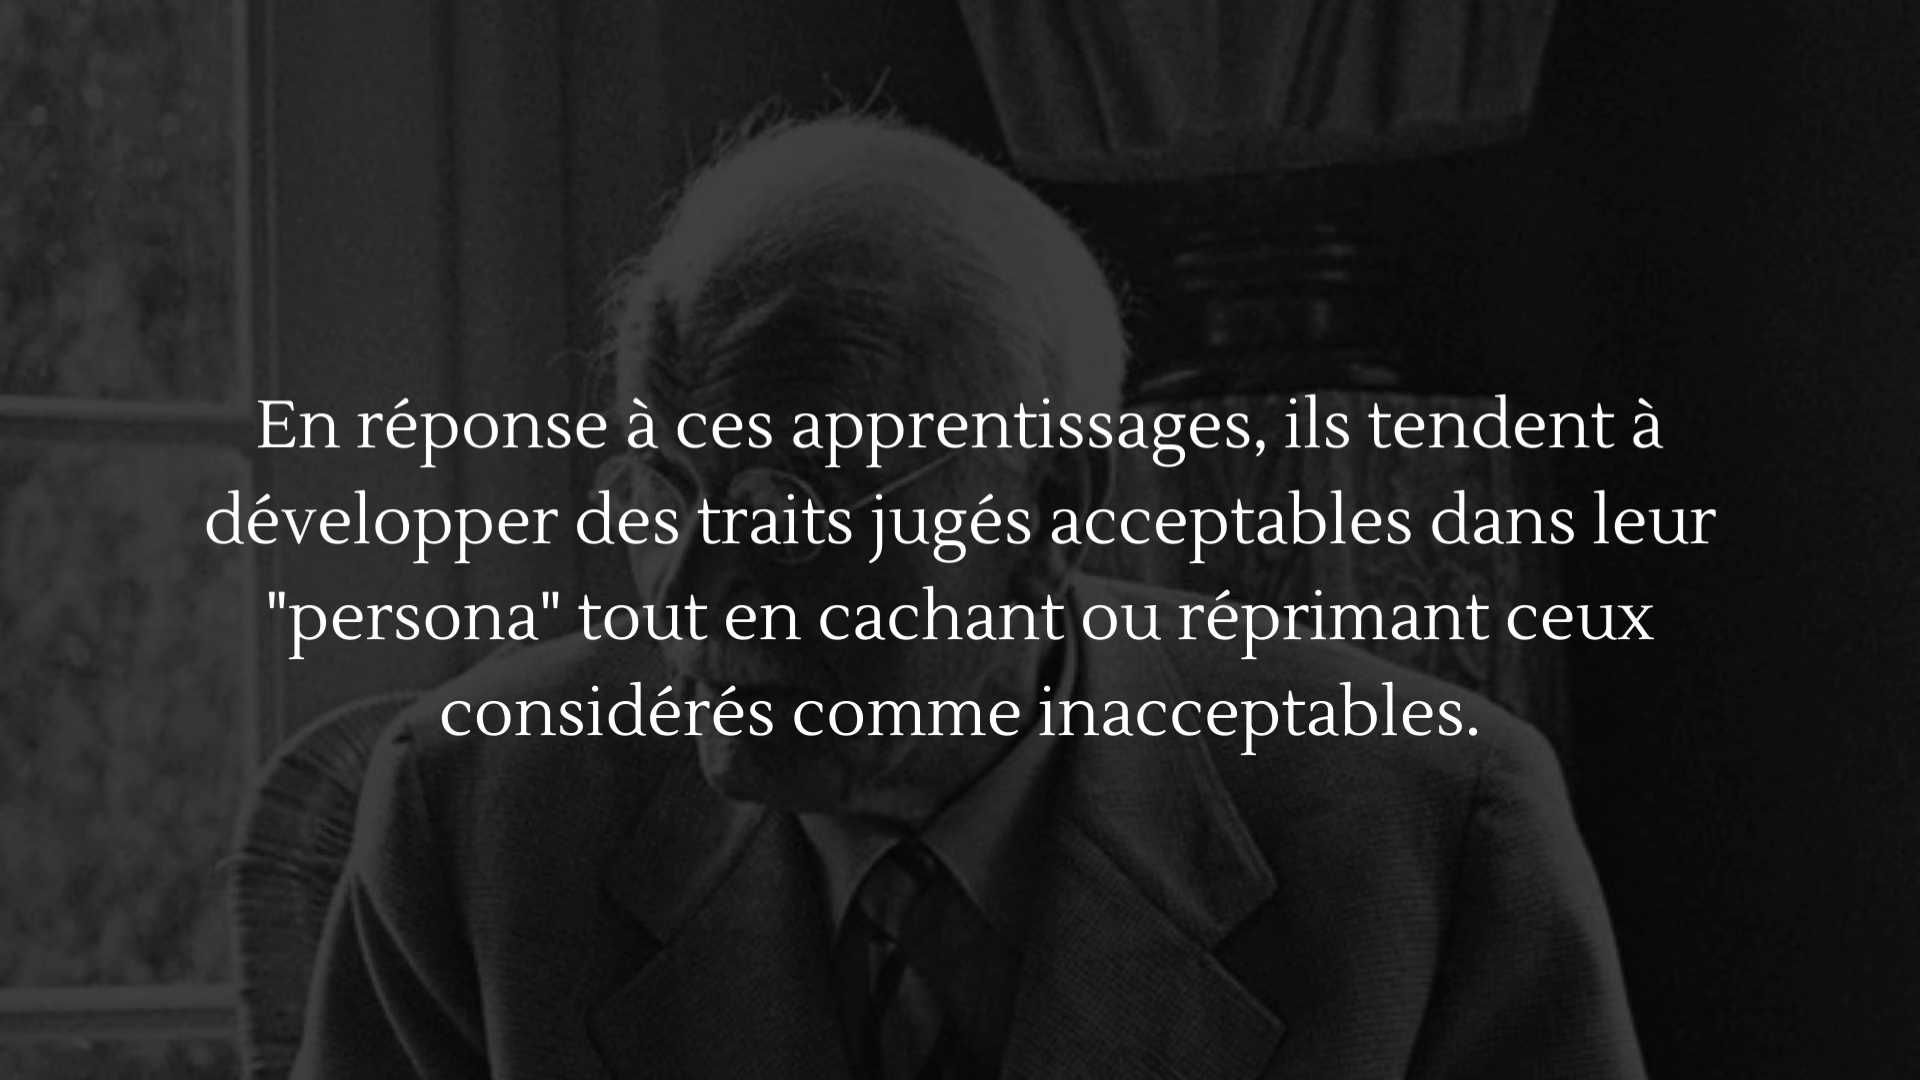 En réponse à ces apprentissages, ils tendent à
développer des traits jugés acceptables dans leur
"persona" tout en cachant ou réprimant ceux
considérés comme inacceptables.